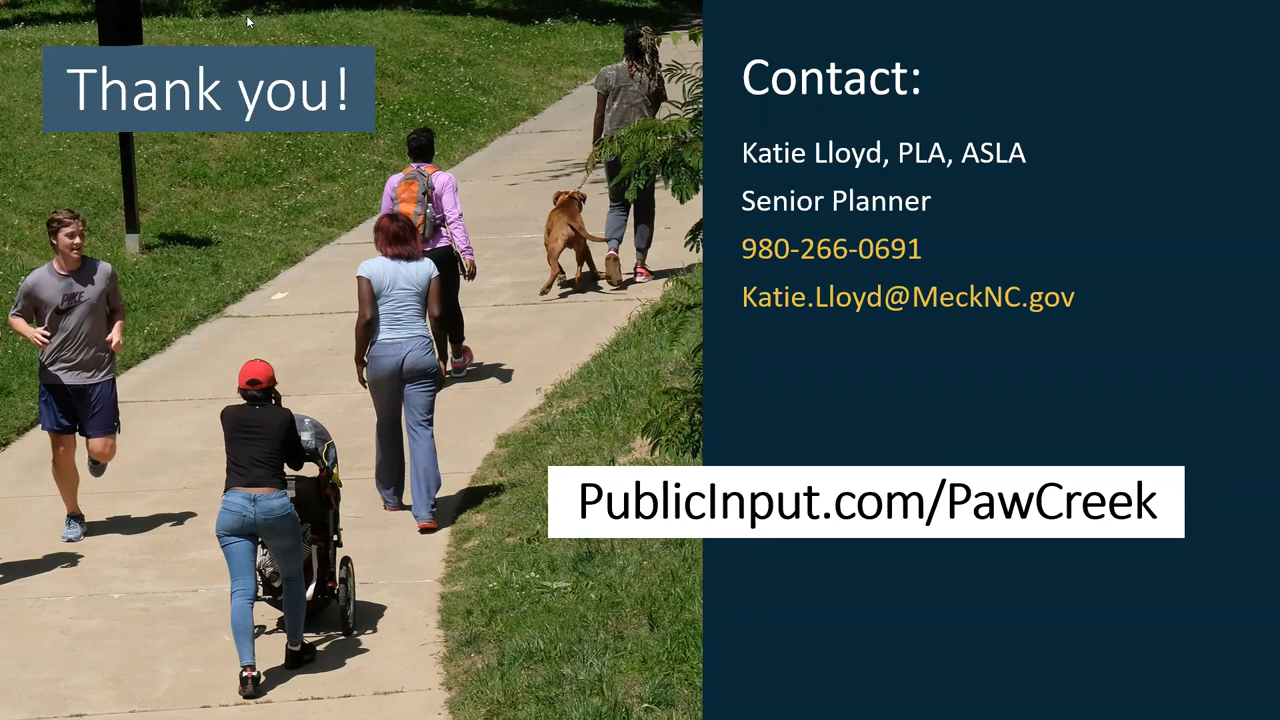 Thank you!
Contact:
Katie Lloyd, PLA, ASLA
Senior Planner
980-266-0691
Katie.Lloyd@MeckNC.gov
PublicInput.com/PawCreek
NIKE